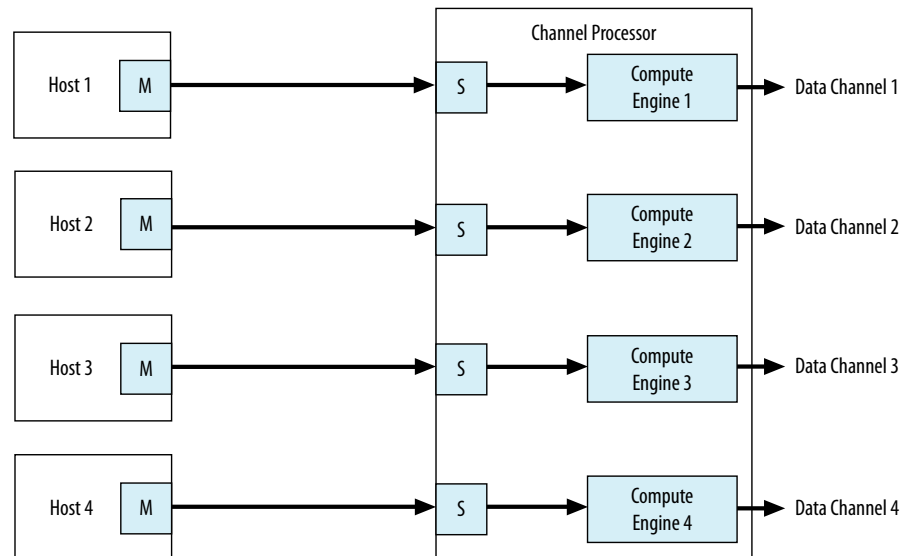 Channel Processor
Host 1
M
S
Compute
Engine 1
Data Channel 1
Host 2
M
S
Compute
Engine 2
Data Channel 2
Host 3
M
S
Compute
Engine 3
Data Channel 3
Host 4
M
S
Compute
Engine 4
Data Channel 4